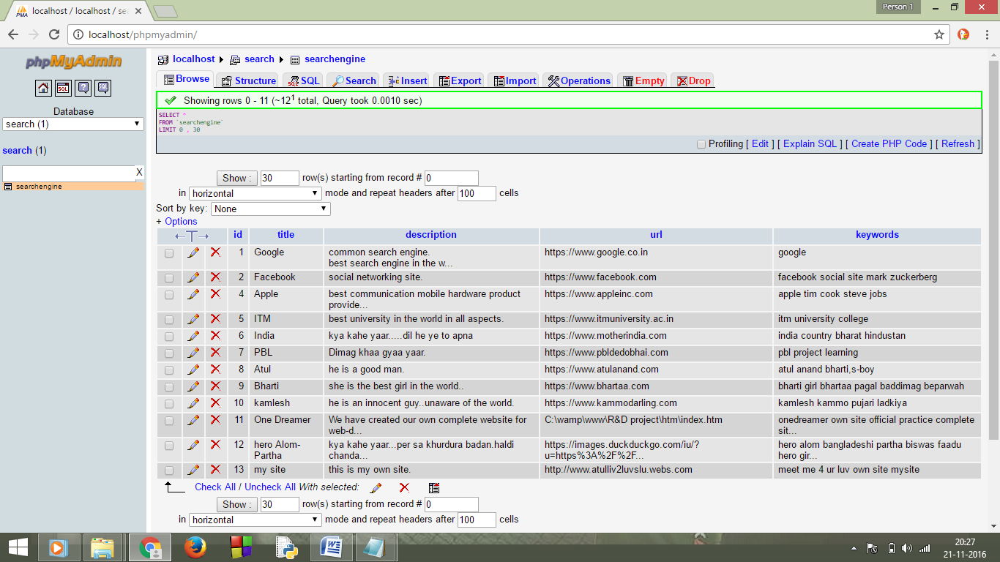 localhost / localhost / sea
Person 1
localhost/phpmyadmin/
phpMyAdmin
localhost search searchengine
Browse Structure SQL Search Insert Export Import Operations Empty Drop
Showing rows 0 - 11 (~12¹ total, Query took 0.0010 sec)
SELECT *
FROM `searchengine`
LIMIT 0 , 30
Profiling [ Edit ] [ Explain SQL ] [ Create PHP Code ] [ Refresh ]
Database
search (1)
search (1)
X
searchengine
Show : 30 row(s) starting from record # 0
in horizontal mode and repeat headers after 100 cells
Sort by key: None
+ Options
←T→ id title description url keywords
1 Google common search engine. https://www.google.co.in google
best search engine in the w...
2 Facebook social networking site. https://www.facebook.com facebook social site mark zuckerberg
4 Apple best communication mobile hardware product https://www.appleinc.com apple tim cook steve jobs
provide...
5 ITM best university in the world in all aspects. https://www.itmuniversity.ac.in itm university college
6 India kya kahe yaar.....dil he ye to apna https://www.motherindia.com india country bharat hindustan
7 PBL Dimag khaa gyaa yaar. https://www.pbldedobhai.com pbl project learning
8 Atul he is a good man. https://www.atulanand.com atul anand bharti,s-boy
9 Bharti she is the best girl in the world.. https://www.bhartaa.com bharti girl bhartaa pagal baddimag beparwah
10 kamlesh he is an innocent guy..unaware of the world. https://www.kammodarling.com kamlesh kammo pujari ladkiya
11 One Dreamer We have created our own complete website for C:\wamp\www\R&D project\htm\index.htm onedreamer own site official practice complete
web-d... sit...
12 hero Alom- kya kahe yaar...per sa khurdura badan.haldi https://images.duckduckgo.com/iu/? hero alom bangladeshi partha biswas faadu
Partha chanda... u=https%3A%2F%2F... hero gir...
13 my site this is my own site. http://www.atulliv2luvslu.webs.com meet me 4 ur luv own site mysite
Check All / Uncheck All With selected:
Show : 30 row(s) starting from record # 0
in horizontal mode and repeat headers after 100 cells
20:27
21-11-2016